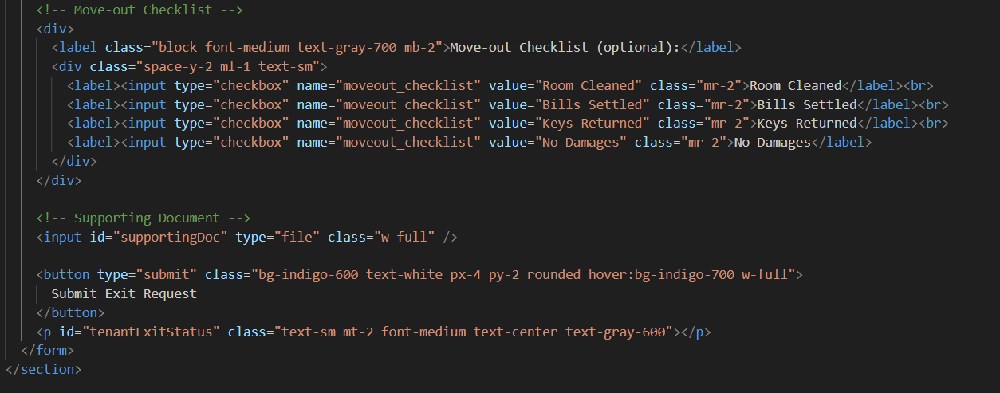 <!-- Move-out Checklist -->
<div>
<label class="block font-medium text-gray-700 mb-2">Move-out Checklist (optional):</label>
<div class="space-y-2 ml-1 text-sm">
<label><input type="checkbox" name="moveout_checklist" value="Room Cleaned" class="mr-2">Room Cleaned</label><br>
<label><input type="checkbox" name="moveout_checklist" value="Bills Settled" class="mr-2">Bills Settled</label><br>
<label><input type="checkbox" name="moveout_checklist" value="Keys Returned" class="mr-2">Keys Returned</label><br>
<label><input type="checkbox" name="moveout_checklist" value="No Damages" class="mr-2">No Damages</label>
</div>
</div>
<!-- Supporting Document -->
<input id="supportingDoc" type="file" class="w-full" />
<button type="submit" class="bg-indigo-600 text-white px-4 py-2 rounded hover:bg-indigo-700 w-full">
Submit Exit Request
</button>
<p id="tenantExitStatus" class="text-sm mt-2 font-medium text-center text-gray-600"></p>
</form>
</section>